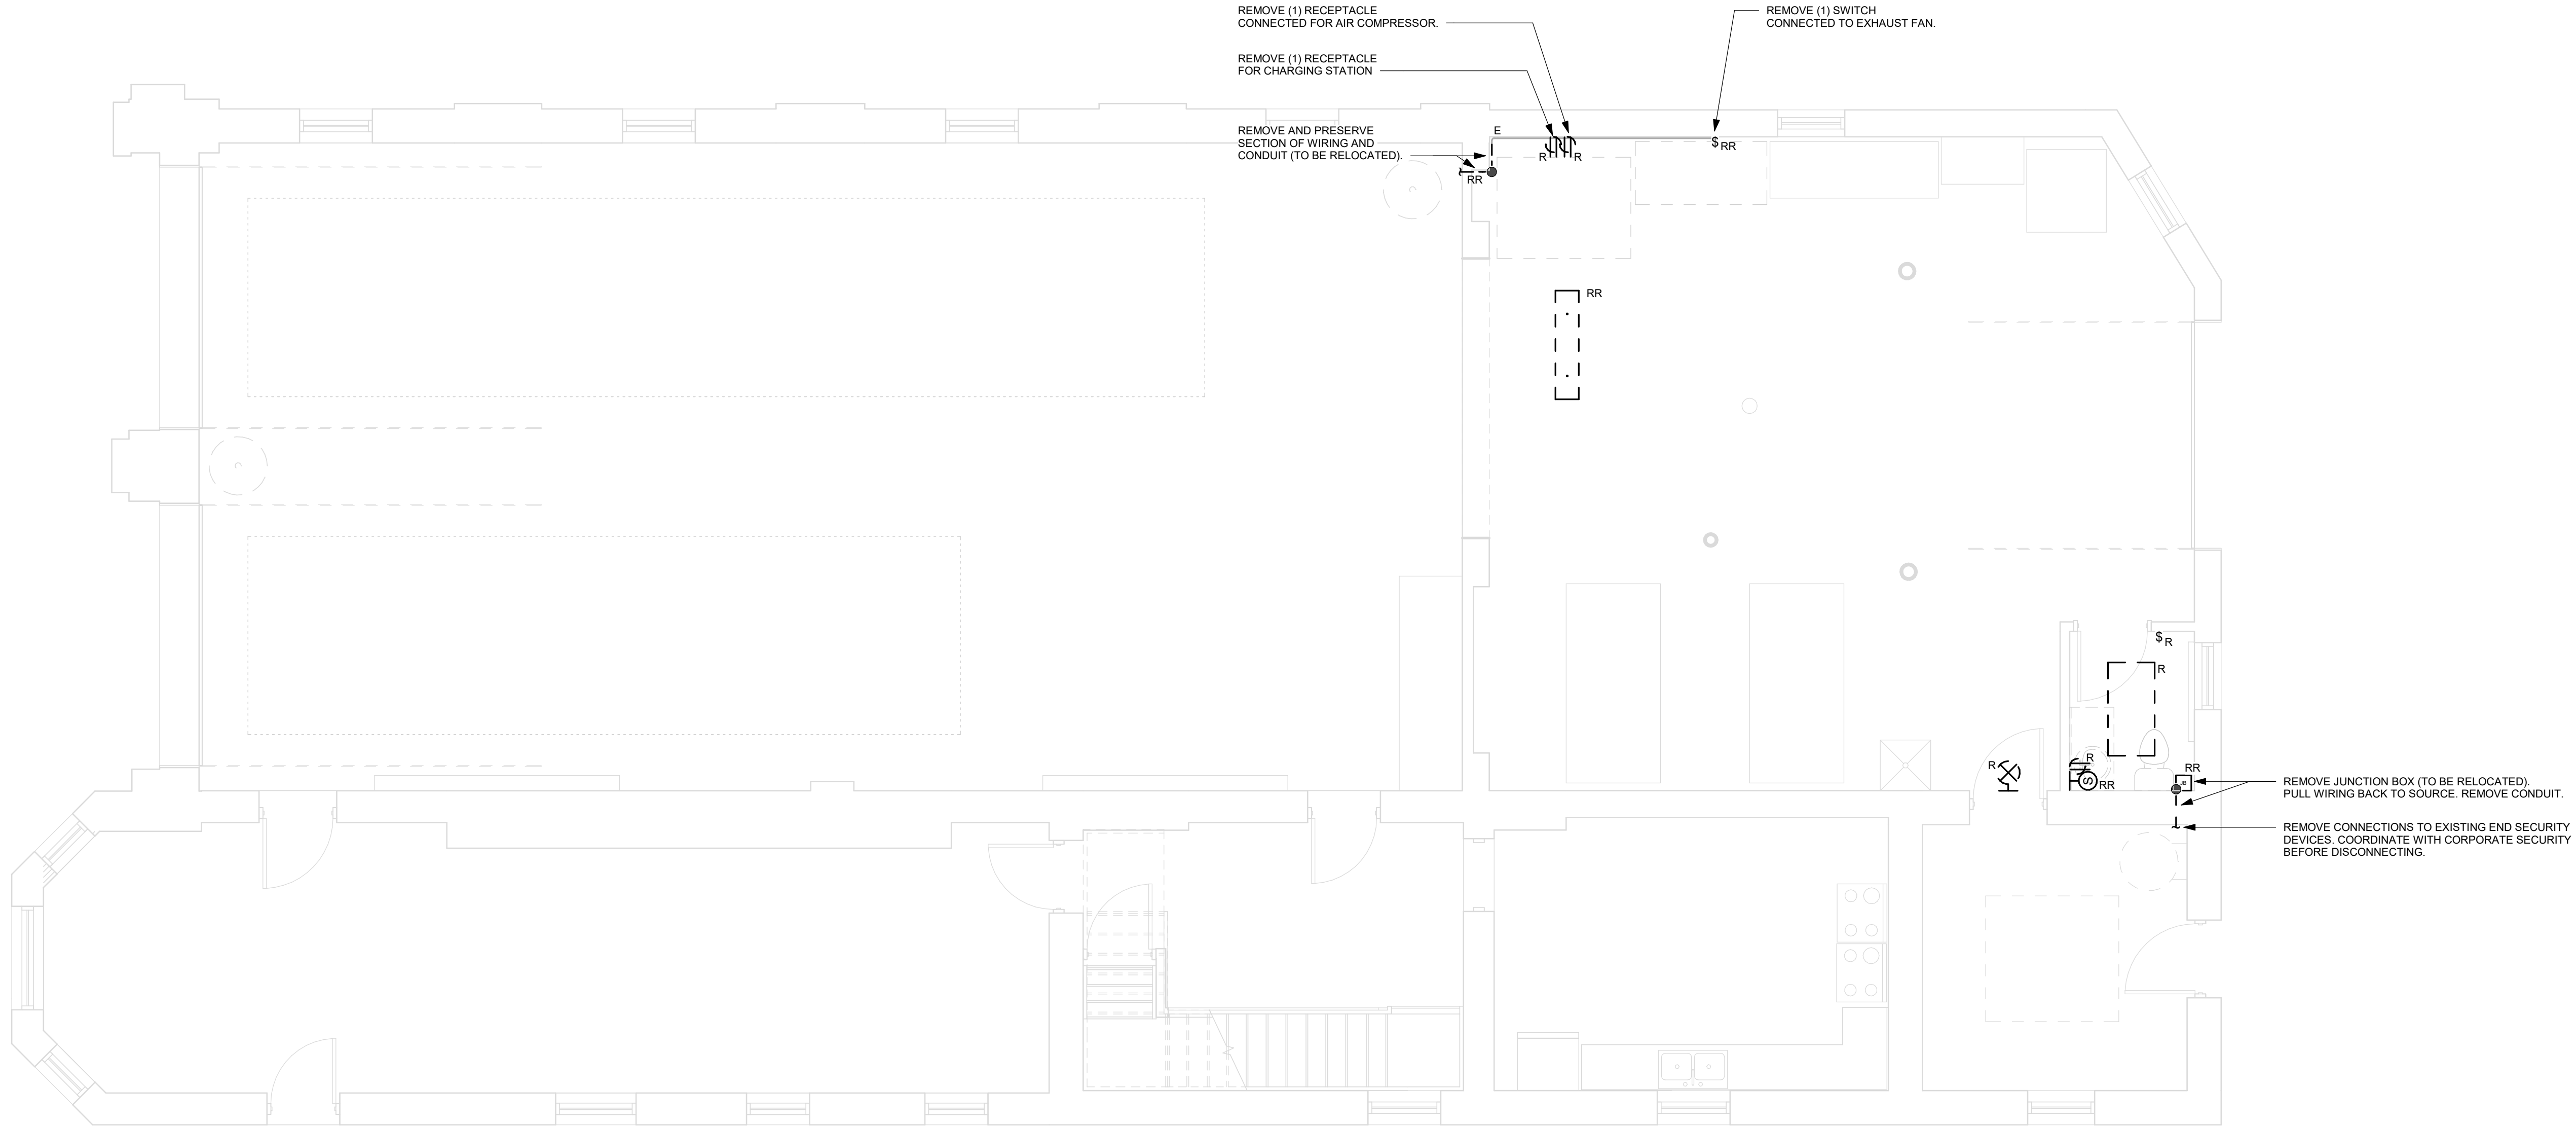 REMOVE (1) RECEPTACLE
CONNECTED FOR AIR COMPRESSOR.
REMOVE (1) SWITCH
CONNECTED TO EXHAUST FAN.
REMOVE (1) RECEPTACLE
FOR CHARGING STATION
REMOVE AND PRESERVE
SECTION OF WIRING AND
CONDUIT (TO BE RELOCATED).
E
RR
R
R
$ RR
RR
$ R
R
R
R
S
RR
RR
JB
REMOVE JUNCTION BOX (TO BE RELOCATED).
PULL WIRING BACK TO SOURCE. REMOVE CONDUIT.
REMOVE CONNECTIONS TO EXISTING END SECURITY
DEVICES. COORDINATE WITH CORPORATE SECURITY
BEFORE DISCONNECTING.